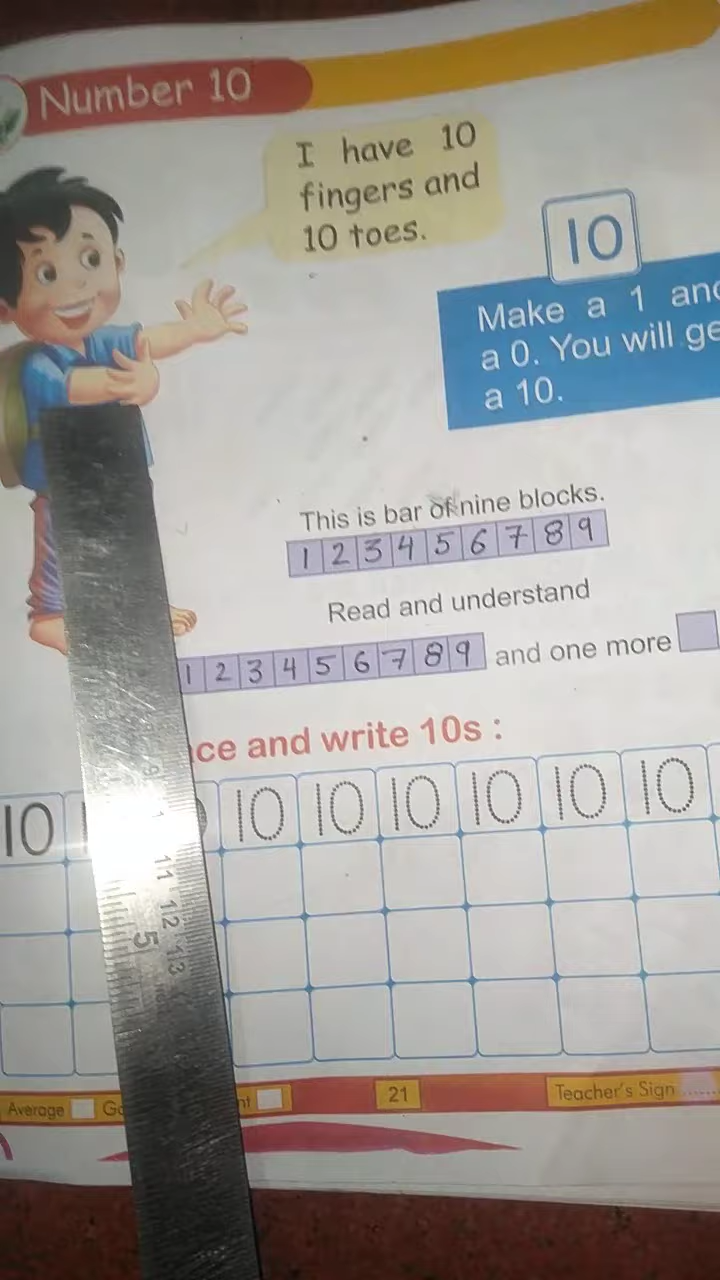 Number 10
I have 10
fingers and
10 toes.
10
Make a 1 and
a 0. You will ge
a 10.
This is bar of nine blocks.
1 2 3 4 5 6 7 8 9
Read and understand
1 2 3 4 5 6 7 8 9 and one more
ce and write 10s :
10 10 10 10 10 10 10
9
11
12
13
5
Average
21
Teacher's Sign ......